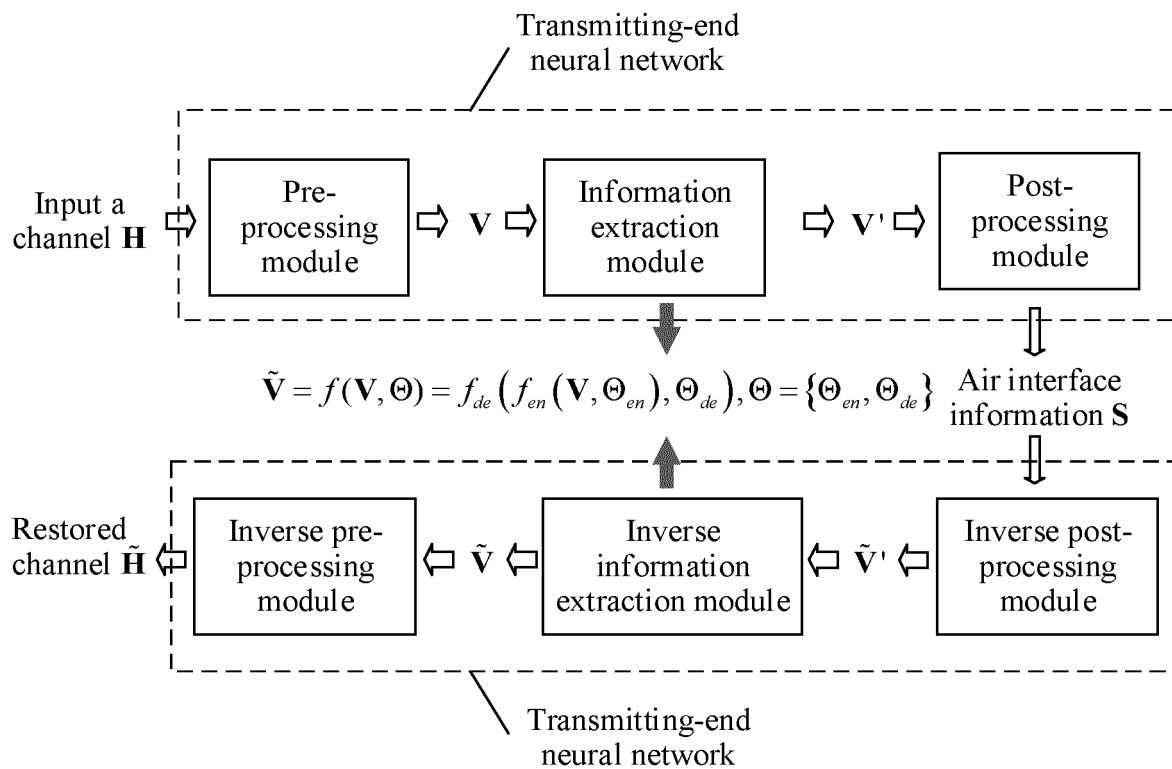 Transmitting-end
neural network
Input a
channel H
Pre-
processing
module
V
Information
extraction
module
V'
Post-
processing
module
Ṽ = f(V, Θ) = f_de(f_en(V, Θ_en), Θ_de), Θ = {Θ_en, Θ_de}
Air interface
information S
Restored
channel H̃
Inverse pre-
processing
module
Ṽ
Inverse
information
extraction module
Ṽ'
Inverse post-
processing
module
Transmitting-end
neural network